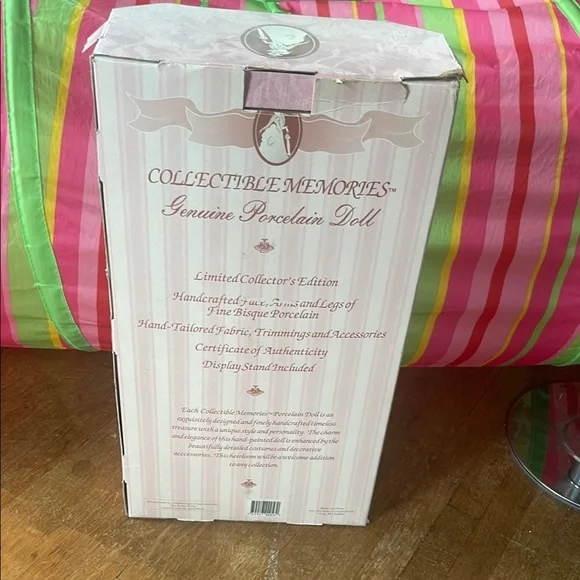 COLLECTIBLE MEMORIES™
Genuine Porcelain Doll
Limited Collector's Edition
Handcrafted Face, Arms and Legs of
Fine Bisque Porcelain
Hand-Tailored Fabric, Trimmings and Accessories
Certificate of Authenticity
Display Stand Included
Each Collectible Memories™ Porcelain Doll is an
exquisitely designed and finely handcrafted timeless
treasure with a unique style and personality. The charm
and elegance of this hand-painted doll is enhanced by the
beautifully detailed costumes and decorative
accessories. This heirloom will be a welcome addition
to any collection.